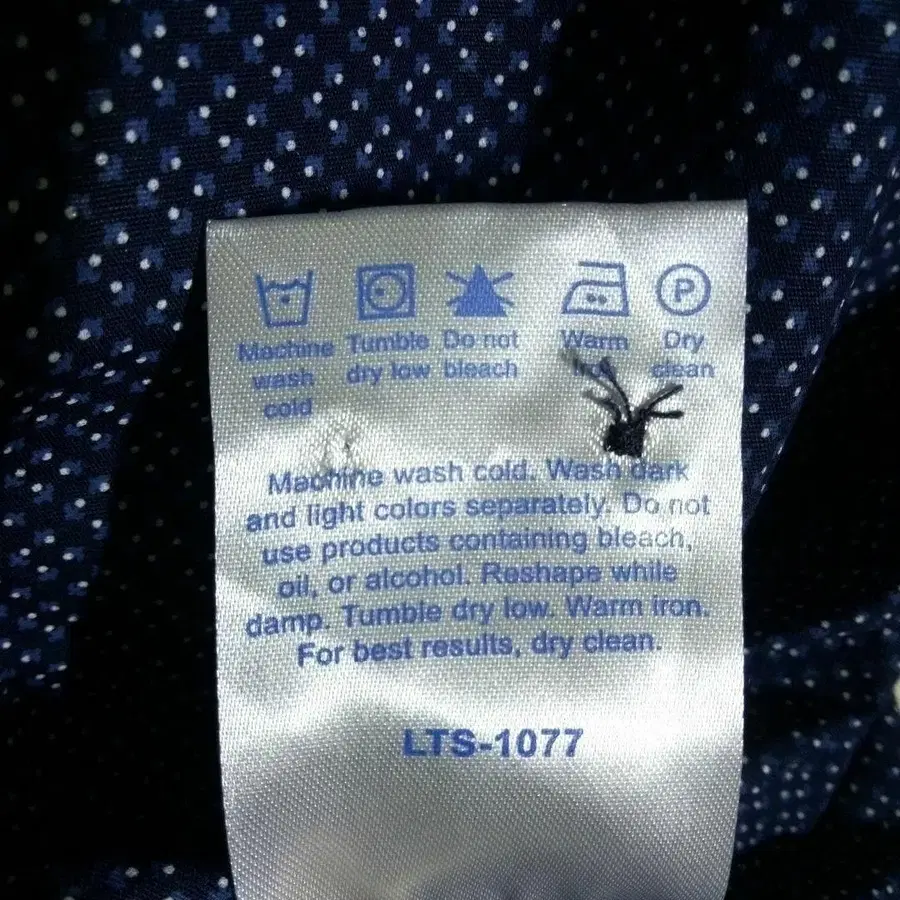 P
Machine Tumble Do not Warm Dry
wash dry low bleach iron clean
cold
Machine wash cold. Wash dark
and light colors separately. Do not
use products containing bleach,
oil, or alcohol. Reshape while
damp. Tumble dry low. Warm iron.
For best results, dry clean.
LTS-1077